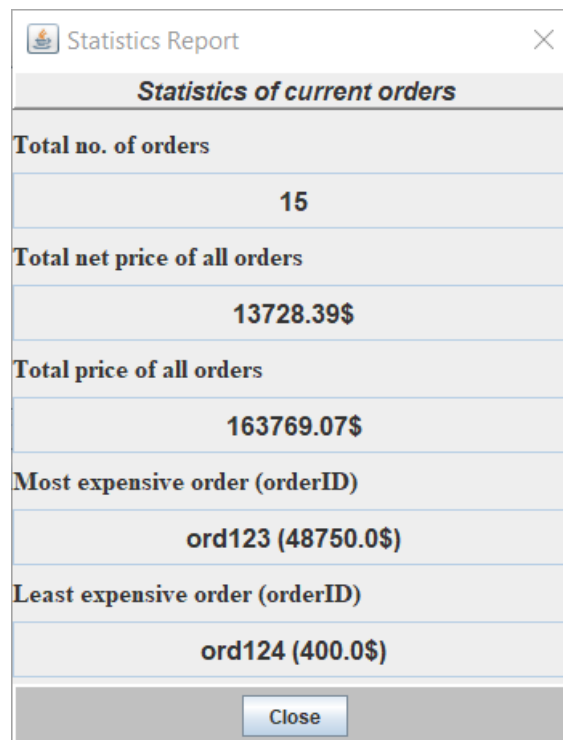 Statistics Report
Statistics of current orders
Total no. of orders
15
Total net price of all orders
13728.39$
Total price of all orders
163769.07$
Most expensive order (orderID)
ord123 (48750.0$)
Least expensive order (orderID)
ord124 (400.0$)
Close